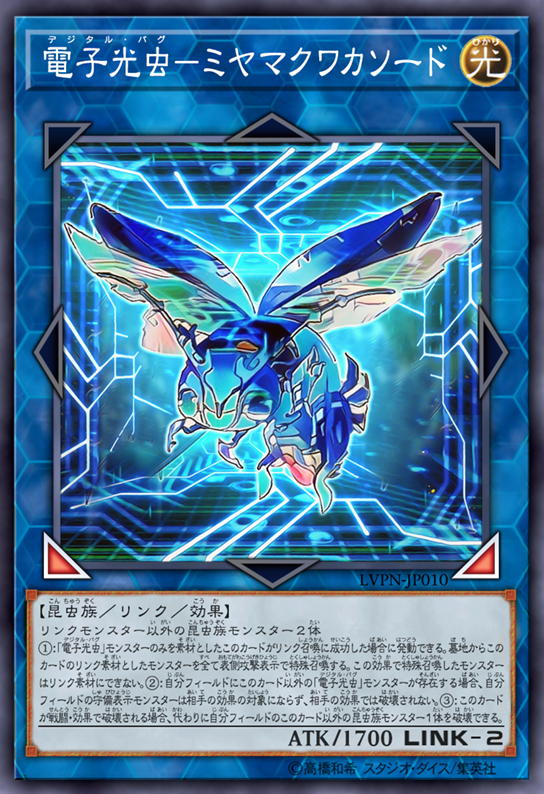 デジタル・バグ
電子光虫－ミヤマクワカソード
ひかり
光
LVPN-JP010
【昆虫族／リンク／効果】
リンクモンスター以外の昆虫族モンスター2体
①：「電子光虫」モンスターのみを素材としたこのカードがリンク召喚に成功した場合に発動できる。墓地からこの
カードのリンク素材としたモンスターを全て表側攻撃表示で特殊召喚する。この効果で特殊召喚したモンスター
はリンク素材にできない。②：自分フィールドにこのカード以外の「電子光虫」モンスターが存在する場合、自分
フィールドの守備表示モンスターは相手の効果の対象にならず、相手の効果では破壊されない。③：このカード
が戦闘・効果で破壊される場合、代わりに自分フィールドのこのカード以外の昆虫族モンスター1体を破壊できる。
ATK/1700 LINK-2
©高橋和希 スタジオ・ダイス/集英社